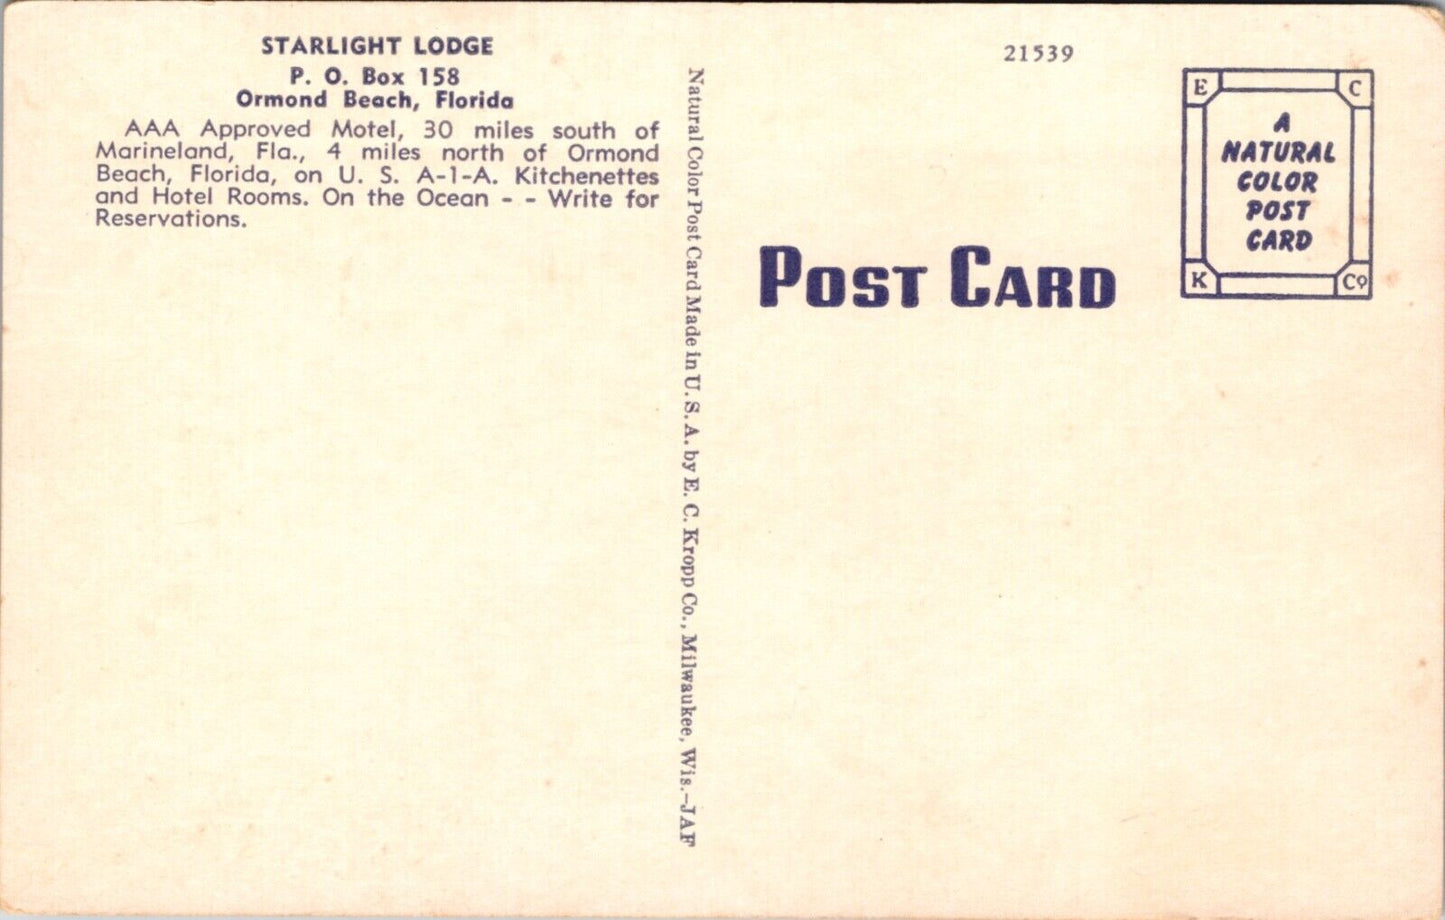 STARLIGHT LODGE
P. O. Box 158
Ormond Beach, Florida
AAA Approved Motel, 30 miles south of
Marineland, Fla., 4 miles north of Ormond
Beach, Florida, on U. S. A-1-A. Kitchenettes
and Hotel Rooms. On the Ocean - - Write for
Reservations.
Natural Color Post Card Made in U. S. A. by E. C. Kropp Co., Milwaukee, Wis.-JAF
21539
POST CARD
E C
A
NATURAL
COLOR
POST
CARD
K Co